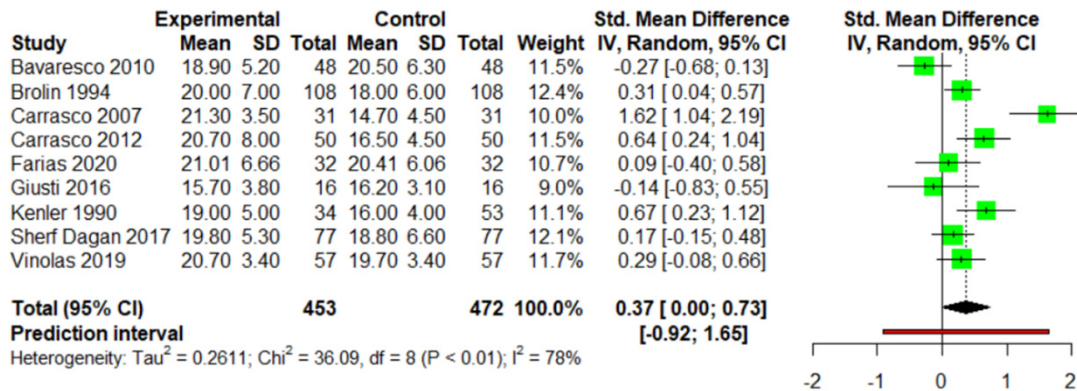 Experimental Control Std. Mean Difference Std. Mean Difference
Study Mean SD Total Mean SD Total Weight IV, Random, 95% CI IV, Random, 95% CI
Bavaresco 2010 18.90 5.20 48 20.50 6.30 48 11.5% -0.27 [-0.68; 0.13]
Brolin 1994 20.00 7.00 108 18.00 6.00 108 12.4% 0.31 [ 0.04; 0.57]
Carrasco 2007 21.30 3.50 31 14.70 4.50 31 10.0% 1.62 [ 1.04; 2.19]
Carrasco 2012 20.70 8.00 50 16.50 4.50 50 11.5% 0.64 [ 0.24; 1.04]
Farias 2020 21.01 6.66 32 20.41 6.06 32 10.7% 0.09 [-0.40; 0.58]
Giusti 2016 15.70 3.80 16 16.20 3.10 16 9.0% -0.14 [-0.83; 0.55]
Kenler 1990 19.00 5.00 34 16.00 4.00 53 11.1% 0.67 [ 0.23; 1.12]
Sherf Dagan 2017 19.80 5.30 77 18.80 6.60 77 12.1% 0.17 [-0.15; 0.48]
Vinolas 2019 20.70 3.40 57 19.70 3.40 57 11.7% 0.29 [-0.08; 0.66]
Total (95% CI) 453 472 100.0% 0.37 [ 0.00; 0.73]
Prediction interval [-0.92; 1.65]
Heterogeneity: Tau² = 0.2611; Chi² = 36.09, df = 8 (P < 0.01); I² = 78%
-2 -1 0 1 2